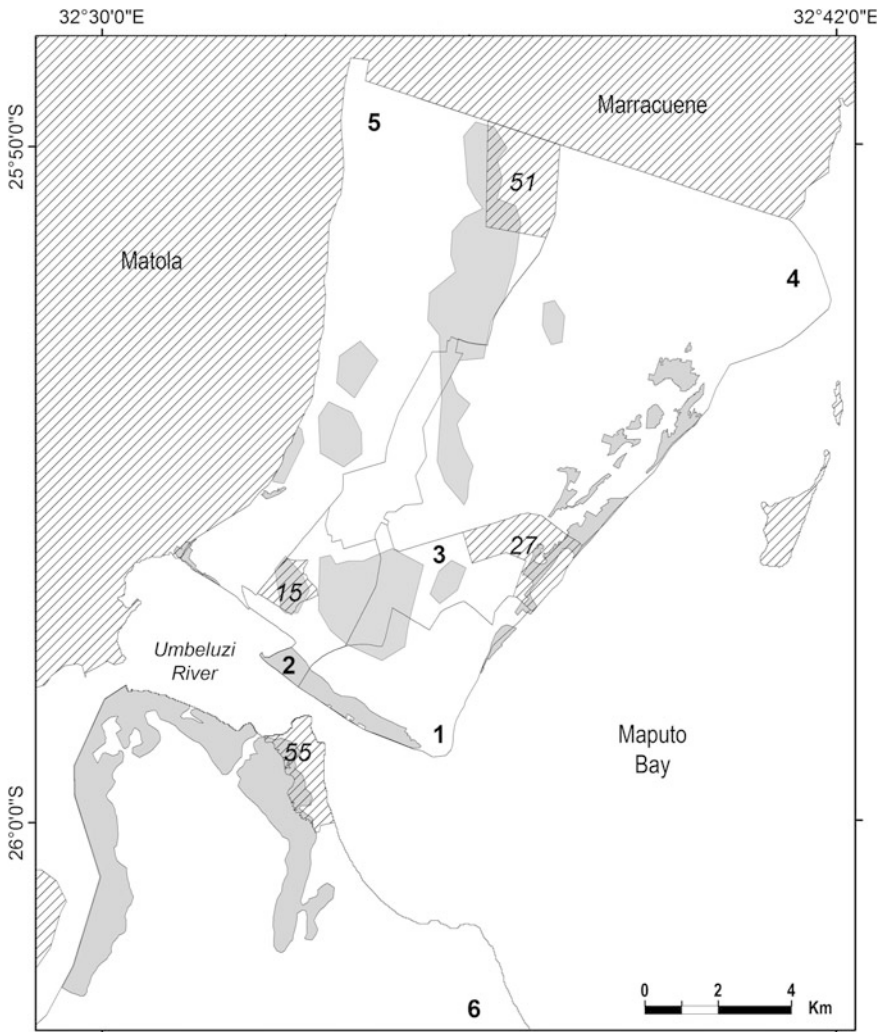 32°30'0"E
32°42'0"E
Marracuene
5
25°50'0"S
51
Matola
4
3
27
15
Umbeluzi
River
2
1
Maputo
Bay
55
26°0'0"S
6
0 2 4
Km